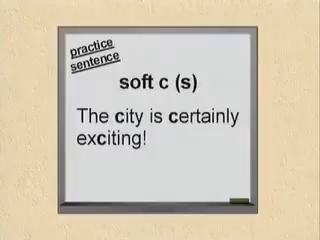 practice
sentence
soft c (s)
The city is certainly
exciting!